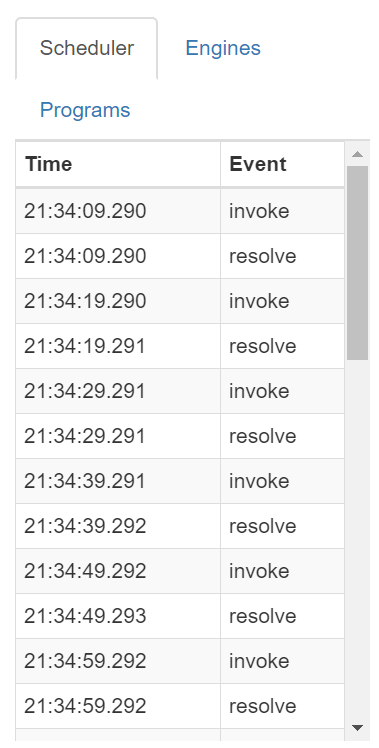 Scheduler Engines
Programs
Time Event
21:34:09.290 invoke
21:34:09.290 resolve
21:34:19.290 invoke
21:34:19.291 resolve
21:34:29.291 invoke
21:34:29.291 resolve
21:34:39.291 invoke
21:34:39.292 resolve
21:34:49.292 invoke
21:34:49.293 resolve
21:34:59.292 invoke
21:34:59.292 resolve